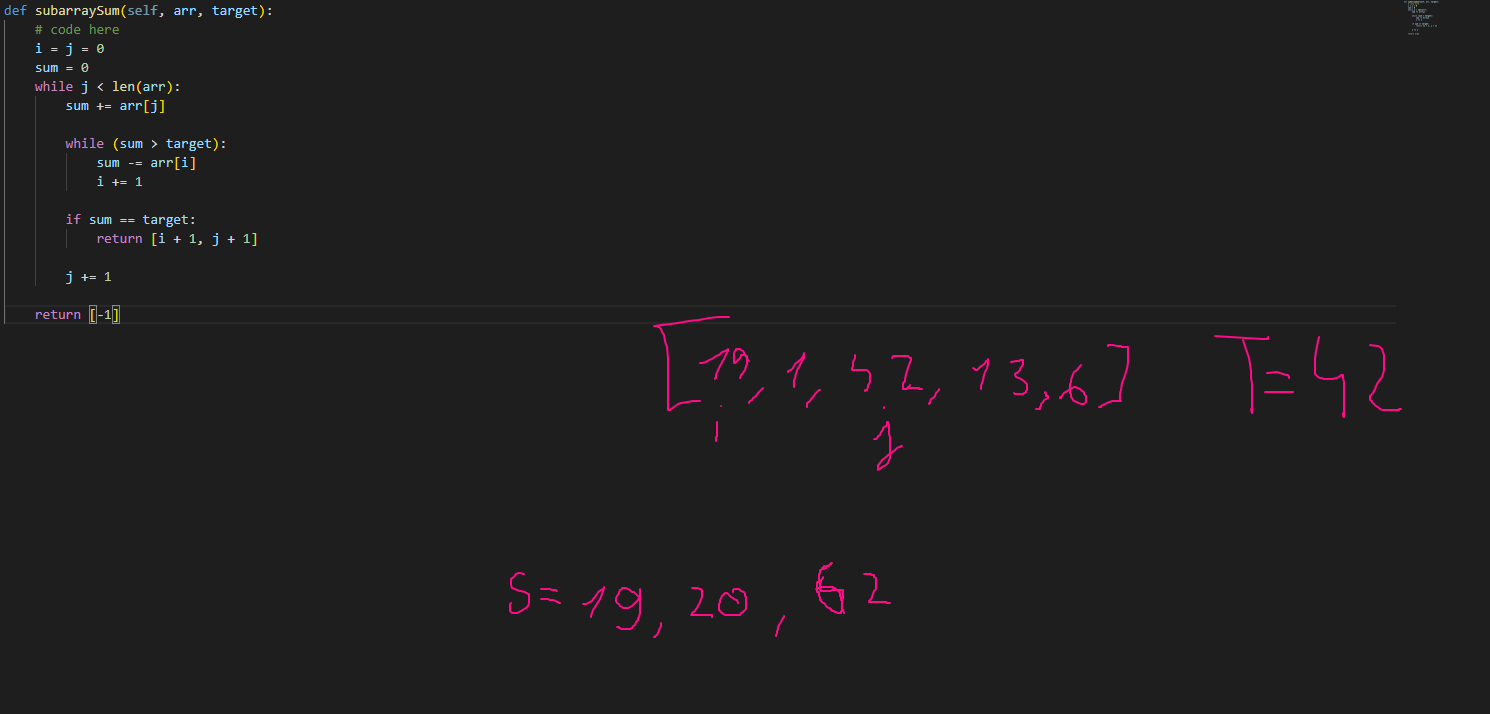 def subarraySum(self, arr, target):
# code here
i = j = 0
sum = 0
while j < len(arr):
sum += arr[j]
while (sum > target):
sum -= arr[i]
i += 1
if sum == target:
return [i + 1, j + 1]
j += 1
return [-1]
[19, 1, 42, 13, 6] T=42
i j
S=19, 20, 62